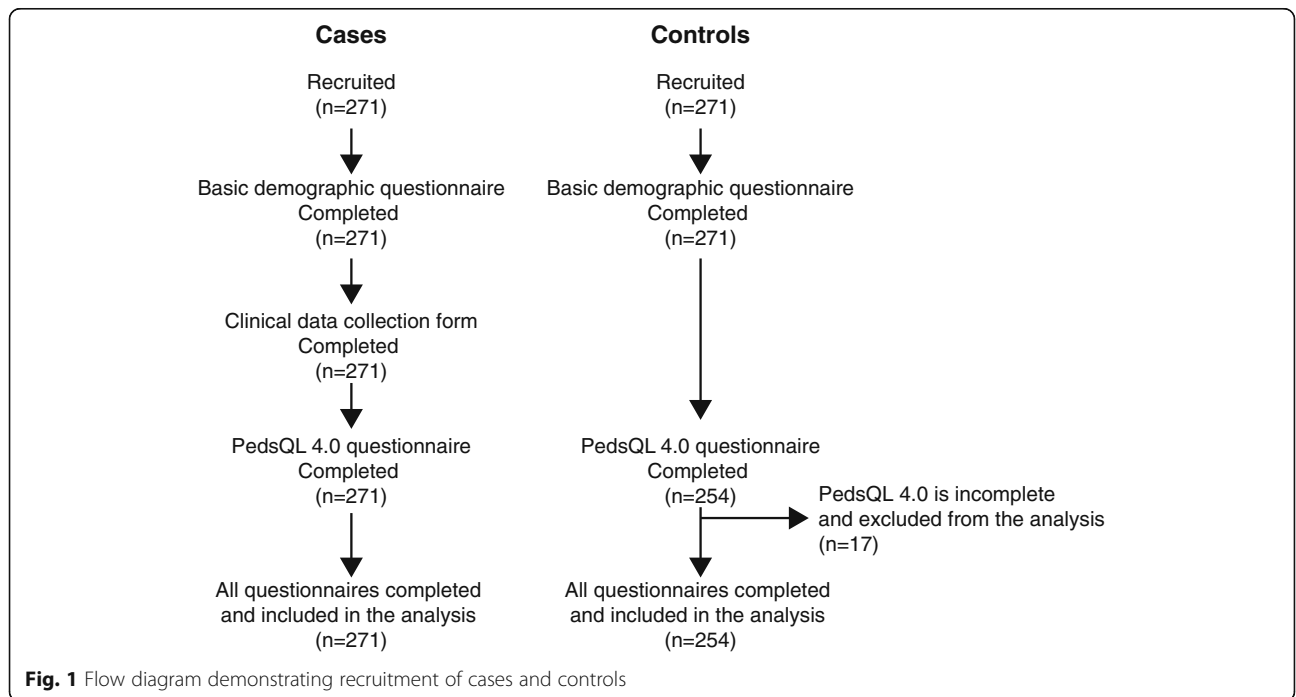 Cases
Recruited
(n=271)
Basic demographic questionnaire
Completed
(n=271)
Clinical data collection form
Completed
(n=271)
PedsQL 4.0 questionnaire
Completed
(n=271)
All questionnaires completed
and included in the analysis
(n=271)
Controls
Recruited
(n=271)
Basic demographic questionnaire
Completed
(n=271)
PedsQL 4.0 questionnaire
Completed
(n=254)
PedsQL 4.0 is incomplete
and excluded from the analysis
(n=17)
All questionnaires completed
and included in the analysis
(n=254)
Fig. 1 Flow diagram demonstrating recruitment of cases and controls